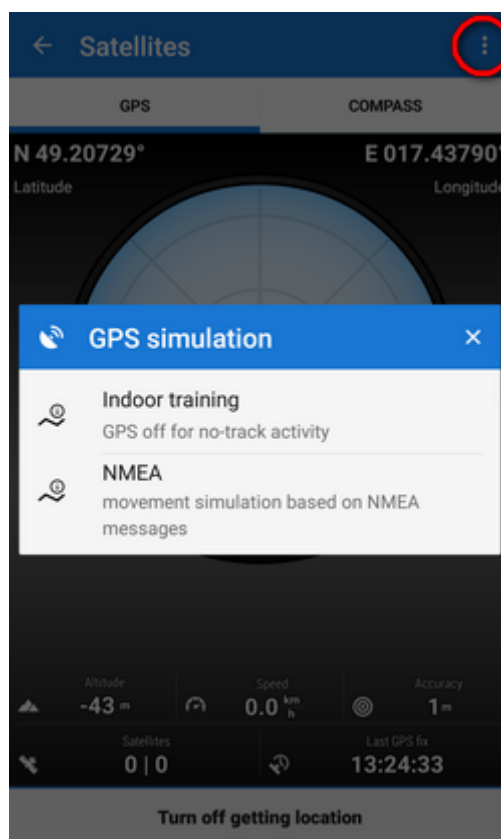 Satellites
GPS COMPASS
N 49.20729° E 017.43790°
Latitude Longitude
GPS simulation
Indoor training
GPS off for no-track activity
NMEA
movement simulation based on NMEA
messages
Altitude Speed Accuracy
-43 m 0.0 km/h 1 m
Satellites Last GPS fix
0 | 0 13:24:33
Turn off getting location